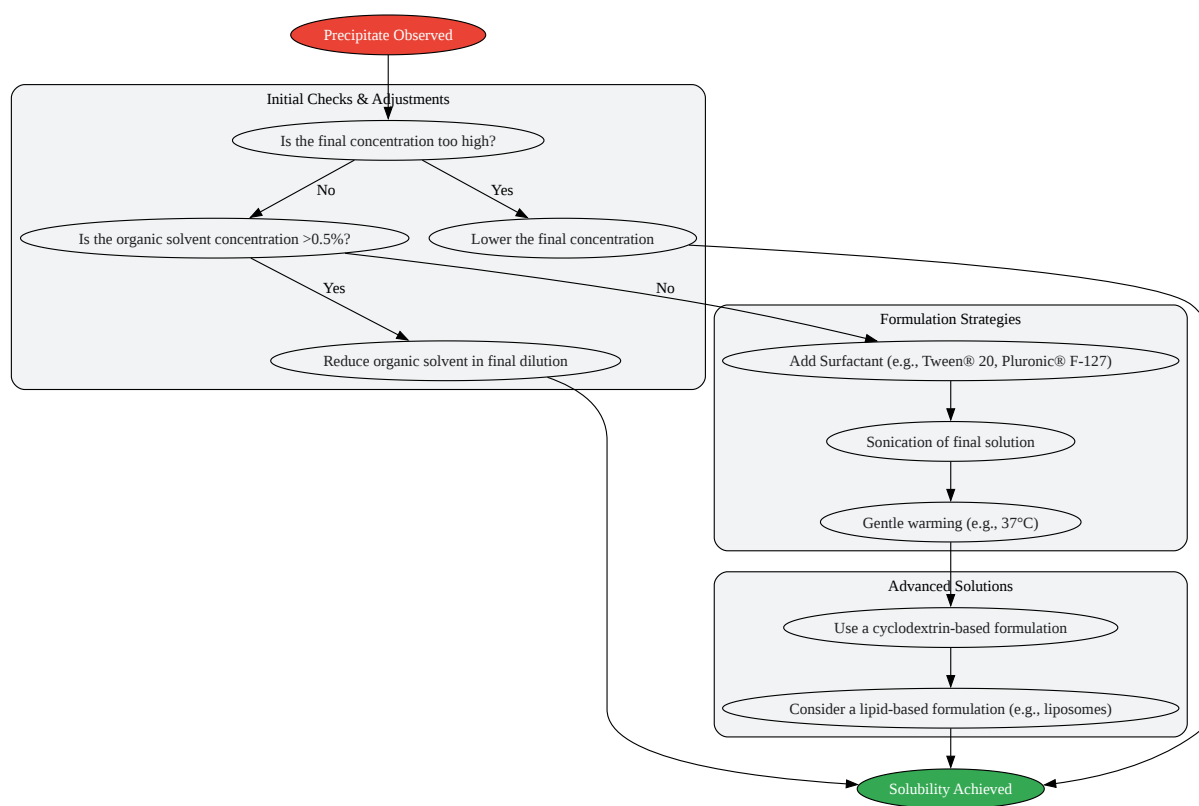 Precipitate Observed
Initial Checks & Adjustments
Is the final concentration too high?
No
Yes
Is the organic solvent concentration >0.5%?
Lower the final concentration
Yes
No
Reduce organic solvent in final dilution
Formulation Strategies
Add Surfactant (e.g., Tween® 20, Pluronic® F-127)
Sonication of final solution
Gentle warming (e.g., 37°C)
Advanced Solutions
Use a cyclodextrin-based formulation
Consider a lipid-based formulation (e.g., liposomes)
Solubility Achieved